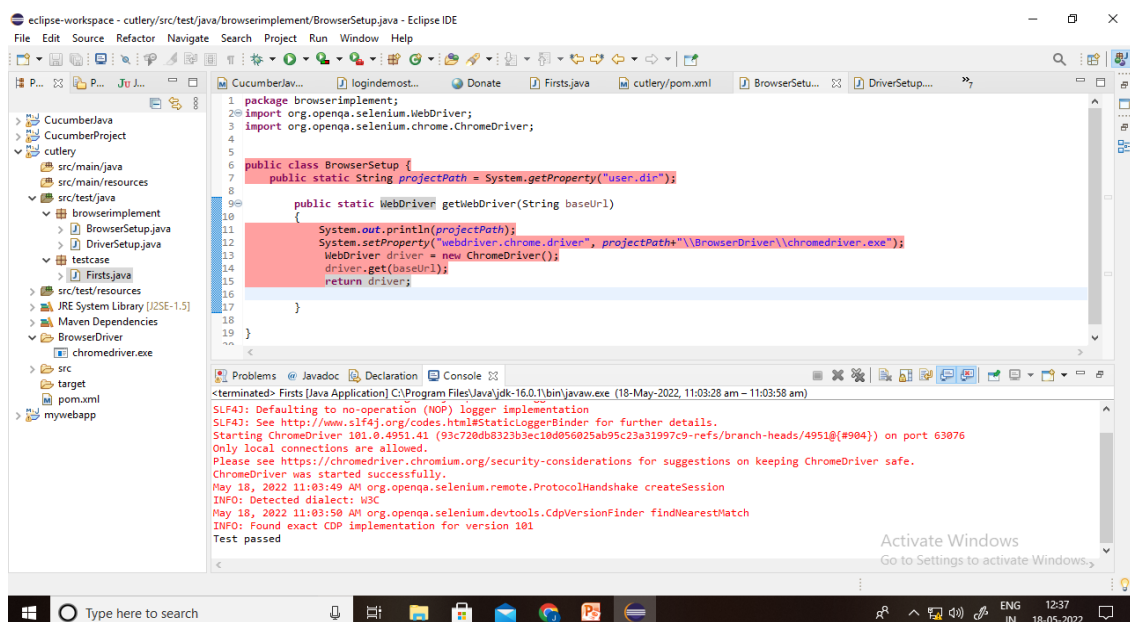 eclipse-workspace - cutlery/src/test/java/browserimplement/BrowserSetup.java - Eclipse IDE
File Edit Source Refactor Navigate Search Project Run Window Help
P... P... Ju J...
CucumberJav... logindemost... Donate Firsts.java cutlery/pom.xml BrowserSetu... DriverSetup.... »7
CucumberJava
CucumberProject
cutlery
src/main/java
src/main/resources
src/test/java
browserimplement
BrowserSetup.java
DriverSetup.java
testcase
Firsts.java
src/test/resources
JRE System Library [J2SE-1.5]
Maven Dependencies
BrowserDriver
chromedriver.exe
src
target
pom.xml
mywebapp
1 package browserimplement;
2 import org.openqa.selenium.WebDriver;
3 import org.openqa.selenium.chrome.ChromeDriver;
4
5
6 public class BrowserSetup {
7 public static String projectPath = System.getProperty("user.dir");
8
9 public static WebDriver getWebDriver(String baseUrl)
10 {
11 System.out.println(projectPath);
12 System.setProperty("webdriver.chrome.driver", projectPath+"\\BrowserDriver\\chromedriver.exe");
13 WebDriver driver = new ChromeDriver();
14 driver.get(baseUrl);
15 return driver;
16
17 }
18
19 }
20
Problems @ Javadoc Declaration Console
<terminated> Firsts [Java Application] C:\Program Files\Java\jdk-16.0.1\bin\javaw.exe (18-May-2022, 11:03:28 am – 11:03:58 am)
SLF4J: Defaulting to no-operation (NOP) logger implementation
SLF4J: See http://www.slf4j.org/codes.html#StaticLoggerBinder for further details.
Starting ChromeDriver 101.0.4951.41 (93c720db8323b3ec10d056025ab95c23a31997c9-refs/branch-heads/4951@{#904}) on port 63076
Only local connections are allowed.
Please see https://chromedriver.chromium.org/security-considerations for suggestions on keeping ChromeDriver safe.
ChromeDriver was started successfully.
May 18, 2022 11:03:49 AM org.openqa.selenium.remote.ProtocolHandshake createSession
INFO: Detected dialect: W3C
May 18, 2022 11:03:50 AM org.openqa.selenium.devtools.CdpVersionFinder findNearestMatch
INFO: Found exact CDP implementation for version 101
Test passed
Activate Windows
Go to Settings to activate Windows.
Type here to search
ENG 12:37
IN 18-05-2022